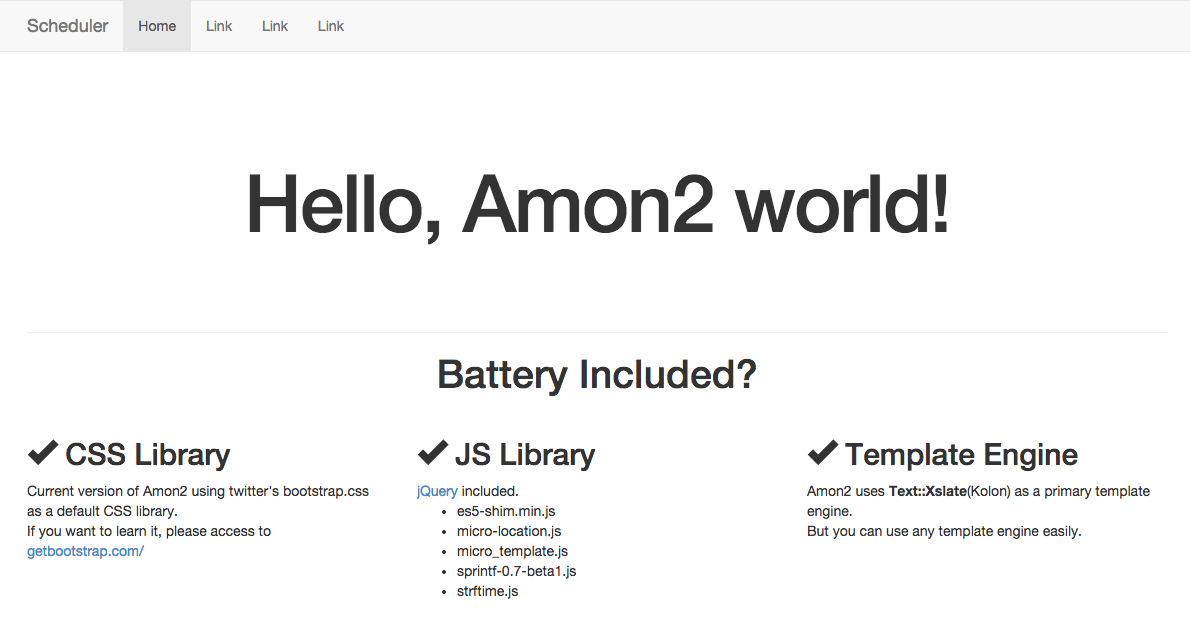 Scheduler Home Link Link Link
Hello, Amon2 world!
Battery Included?
CSS Library
Current version of Amon2 using twitter's bootstrap.css
as a default CSS library.
If you want to learn it, please access to
getbootstrap.com/
JS Library
jQuery included.
• es5-shim.min.js
• micro-location.js
• micro_template.js
• sprintf-0.7-beta1.js
• strftime.js
Template Engine
Amon2 uses Text::Xslate(Kolon) as a primary template
engine.
But you can use any template engine easily.